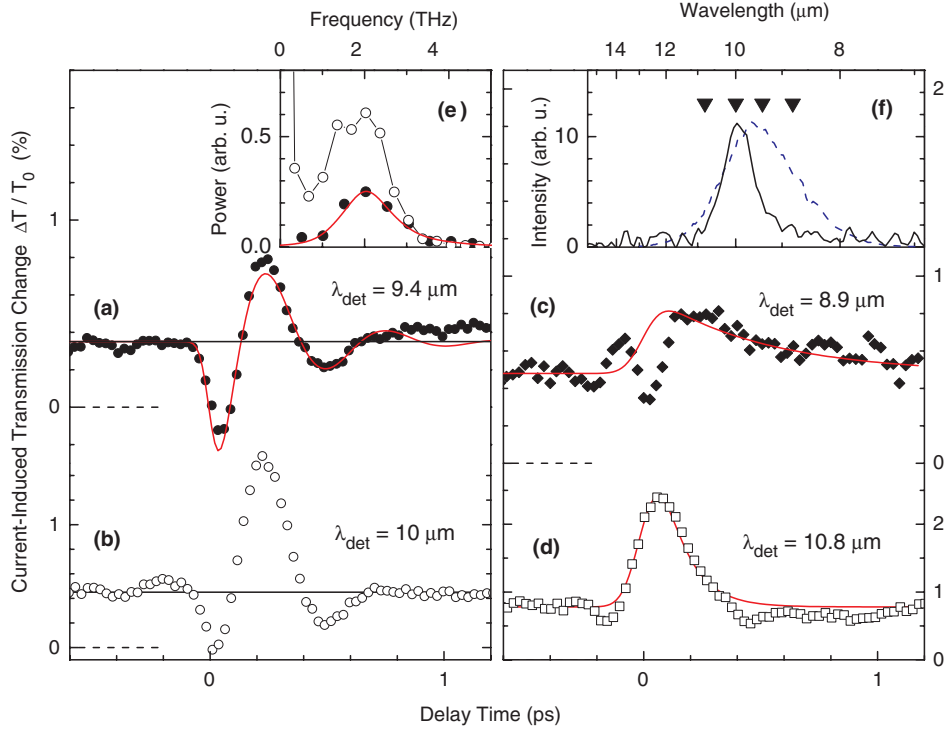 Frequency (THz)
0 2 4
Wavelength (μm)
14 12 10 8
Power (arb. u.)
0.5
0.0
(e)
Intensity (arb. u.)
10
0
(f)
2
1
0
2
1
0
Current-Induced Transmission Change ΔT / T0 (%)
1
0
1
0
(a)
λdet = 9.4 μm
(b)
λdet = 10 μm
(c)
λdet = 8.9 μm
(d)
λdet = 10.8 μm
0 1
0 1
Delay Time (ps)